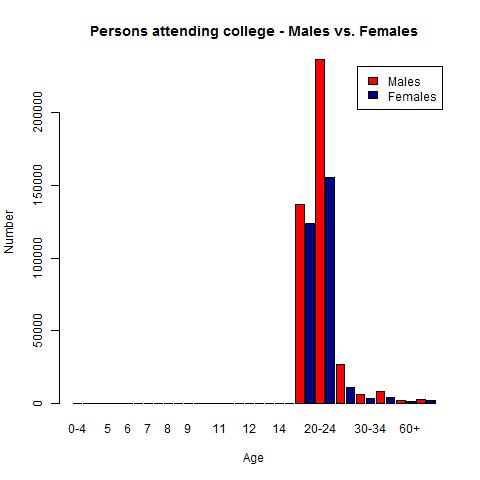 Persons attending college - Males vs. Females
Males
Females
Number
200000
150000
100000
50000
0
0-4 5 6 7 8 9 11 12 14 20-24 30-34 60+
Age